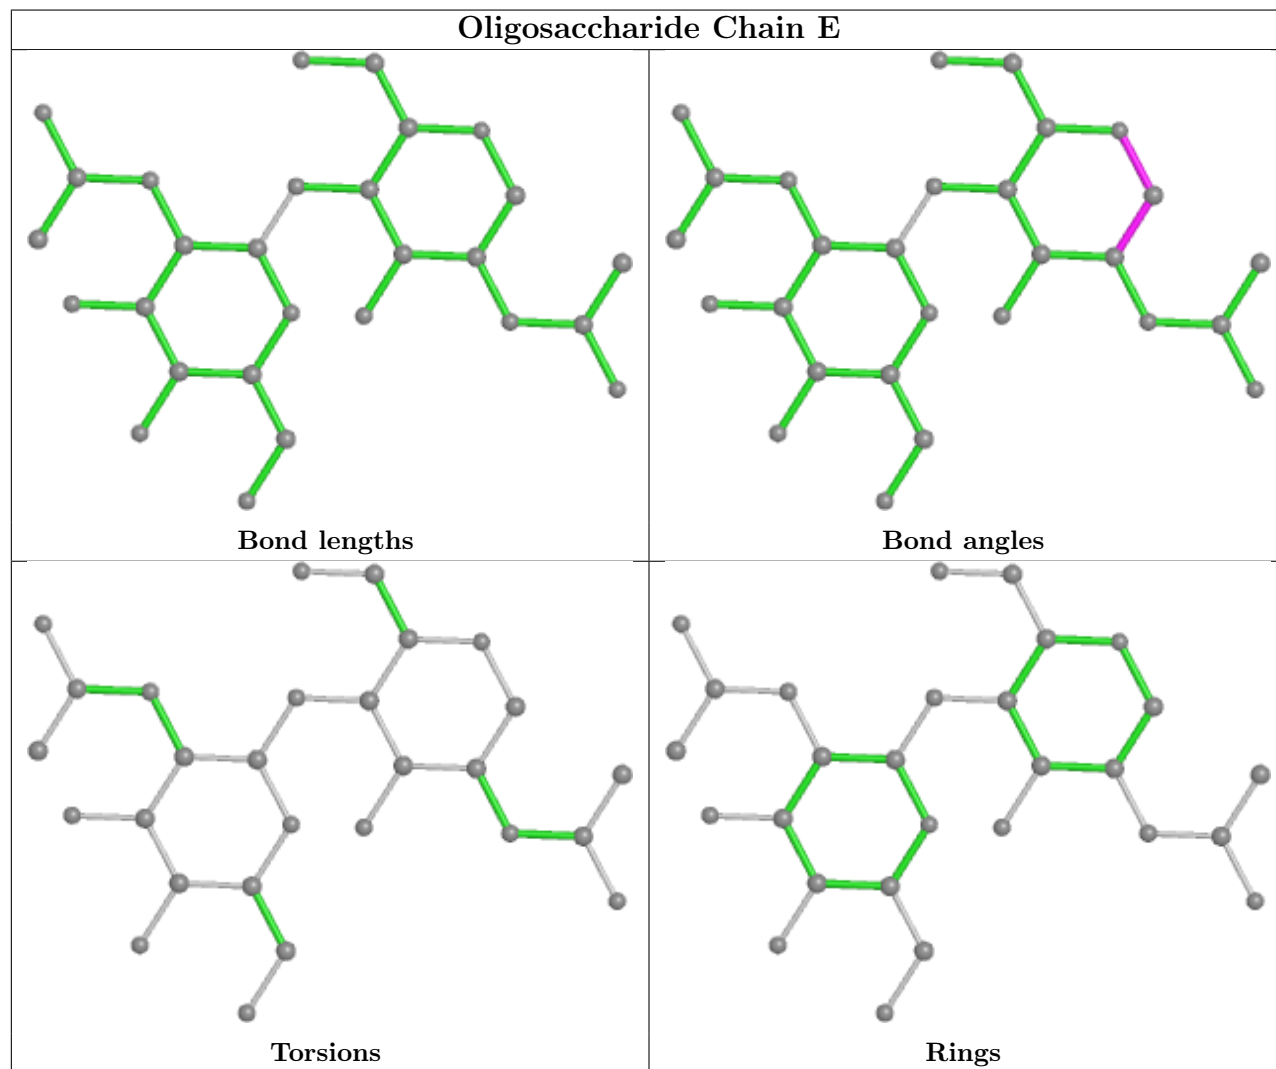 Oligosaccharide Chain E
Bond lengths
Bond angles
Torsions
Rings